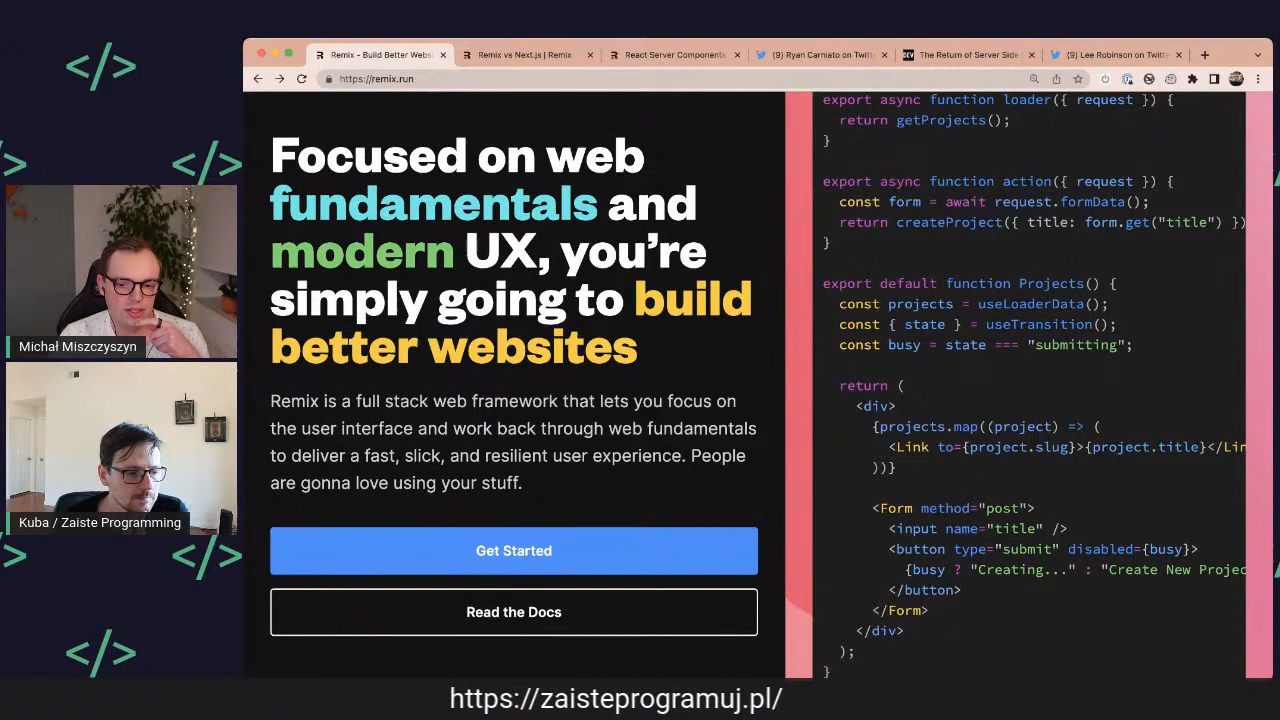 Remix - Build Better Websi
Remix vs Next.js | Remix
React Server Components
(9) Ryan Carniato on Twitt
The Return of Server Side
(9) Lee Robinson on Twitte
https://remix.run
Focused on web
fundamentals and
modern UX, you're
simply going to build
better websites
Remix is a full stack web framework that lets you focus on
the user interface and work back through web fundamentals
to deliver a fast, slick, and resilient user experience. People
are gonna love using your stuff.
Get Started
Read the Docs
export async function loader({ request }) {
return getProjects();
}
export async function action({ request }) {
const form = await request.formData();
return createProject({ title: form.get("title") })
}
export default function Projects() {
const projects = useLoaderData();
const { state } = useTransition();
const busy = state === "submitting";
return (
<div>
{projects.map((project) => (
<Link to={project.slug}>{project.title}</Lin
))}
<Form method="post">
<input name="title" />
<button type="submit" disabled={busy}>
{busy ? "Creating..." : "Create New Projec
</button>
</Form>
</div>
);
}
Michał Miszczyszyn
Kuba / Zaiste Programming
https://zaisteprogramuj.pl/